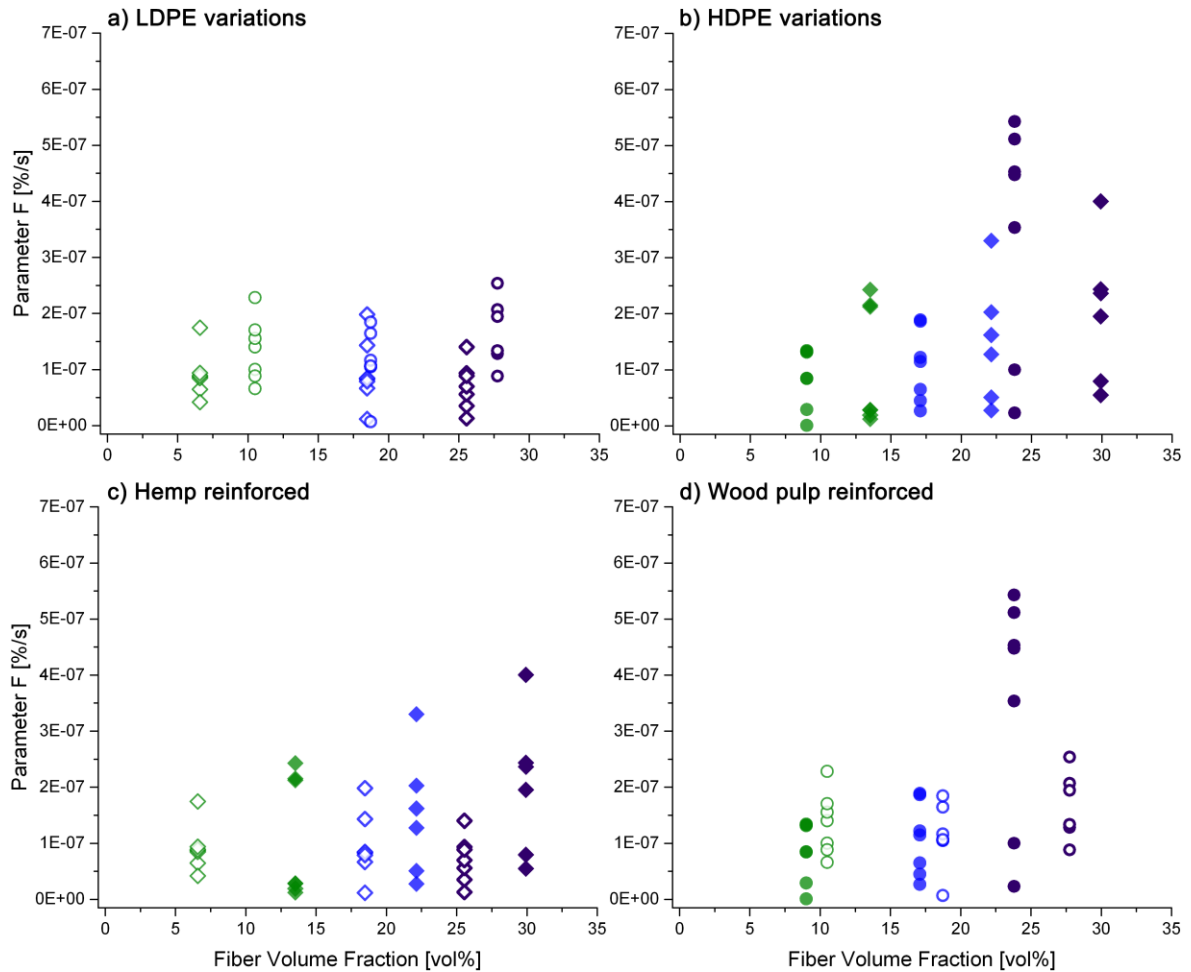 a) LDPE variations
7E-07
6E-07
5E-07
4E-07
3E-07
2E-07
1E-07
0E+00
Parameter F [%/s]
0 5 10 15 20 25 30 35
b) HDPE variations
7E-07
6E-07
5E-07
4E-07
3E-07
2E-07
1E-07
0E+00
0 5 10 15 20 25 30 35
c) Hemp reinforced
7E-07
6E-07
5E-07
4E-07
3E-07
2E-07
1E-07
0E+00
Parameter F [%/s]
0 5 10 15 20 25 30 35
Fiber Volume Fraction [vol%]
d) Wood pulp reinforced
7E-07
6E-07
5E-07
4E-07
3E-07
2E-07
1E-07
0E+00
0 5 10 15 20 25 30 35
Fiber Volume Fraction [vol%]